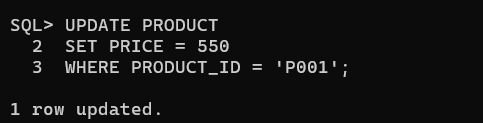 SQL> UPDATE PRODUCT
  2  SET PRICE = 550
  3  WHERE PRODUCT_ID = 'P001';
1 row updated.